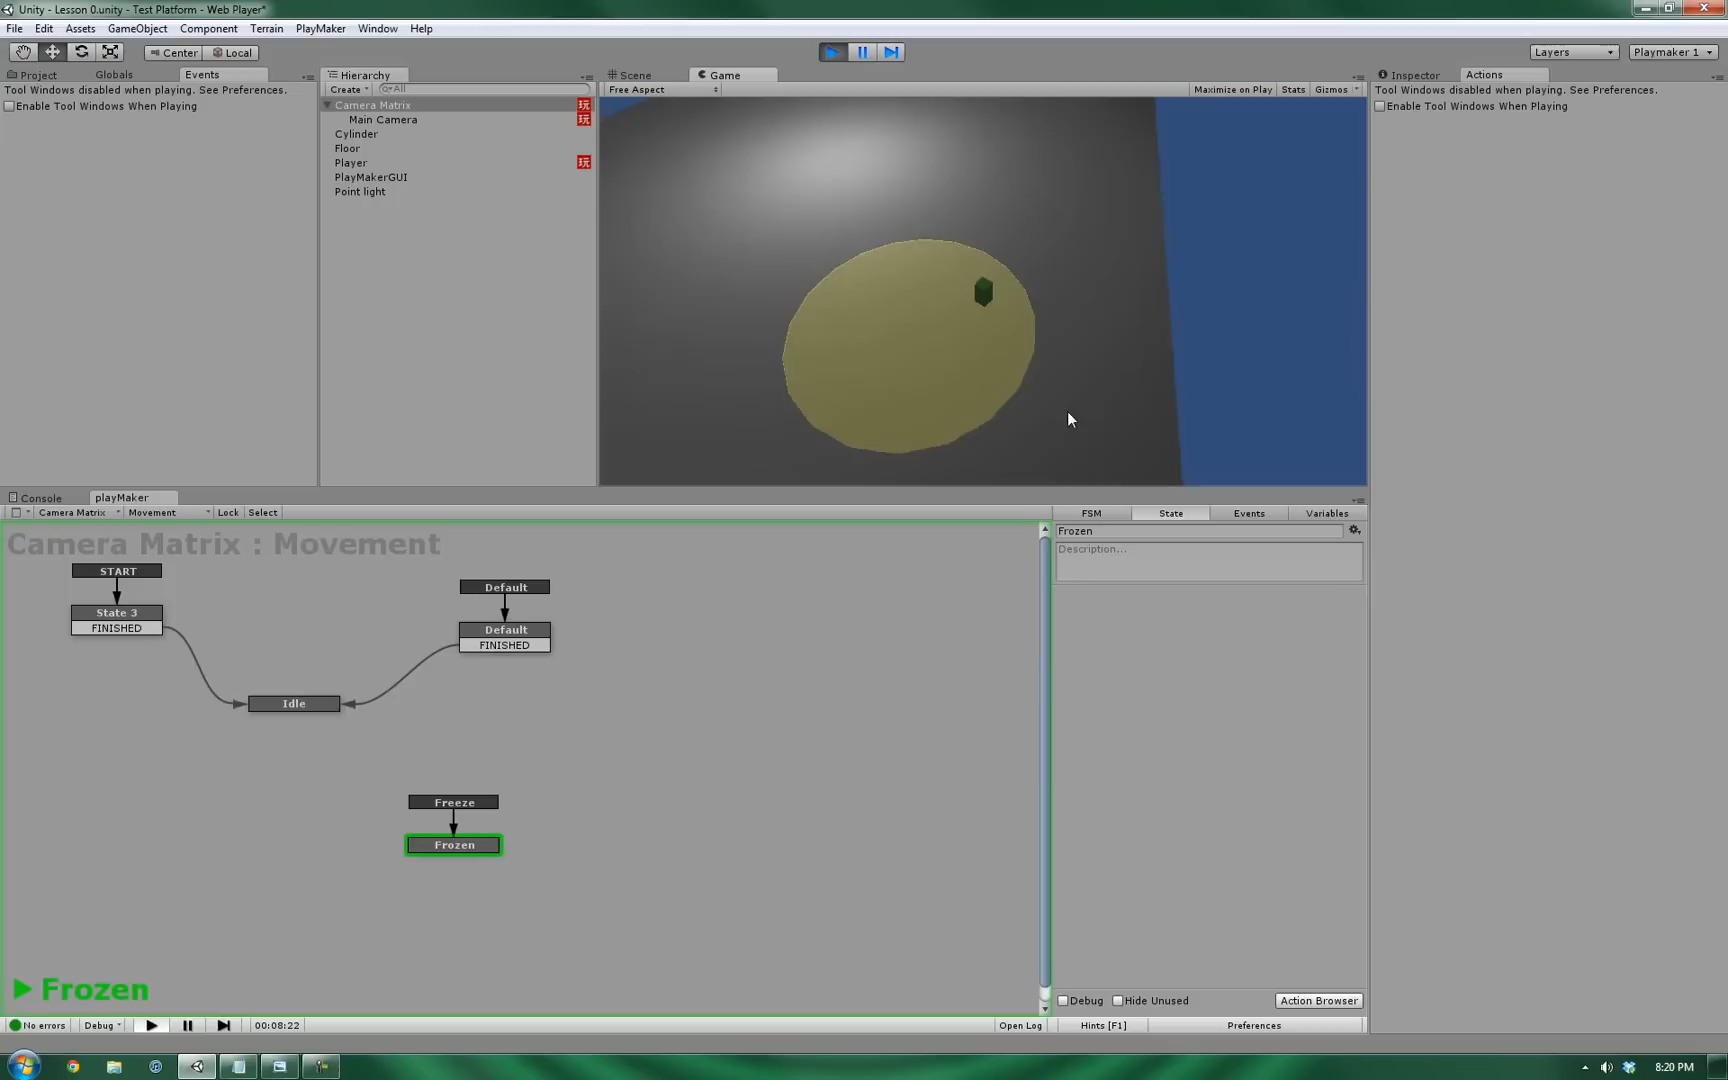 Unity - Lesson 0.unity - Test Platform - Web Player*
File Edit Assets GameObject Component Terrain PlayMaker Window Help
Center Local Layers Playmaker 1
Project Globals Events
Tool Windows disabled when playing. See Preferences.
Enable Tool Windows When Playing
Hierarchy
Create All
Camera Matrix 玩
Main Camera 玩
Cylinder
Floor
Player 玩
PlayMakerGUI
Point light
Scene Game
Free Aspect Maximize on Play Stats Gizmos
Inspector Actions
Tool Windows disabled when playing. See Preferences.
Enable Tool Windows When Playing
Console playMaker
Camera Matrix Movement Lock Select
Camera Matrix : Movement
START
State 3
FINISHED
Default
Default
FINISHED
Idle
Freeze
Frozen
Frozen
No errors Debug 00:08:22 Open Log
FSM State Events Variables
Frozen
Description...
Debug Hide Unused Action Browser
Hints [F1] Preferences
8:20 PM